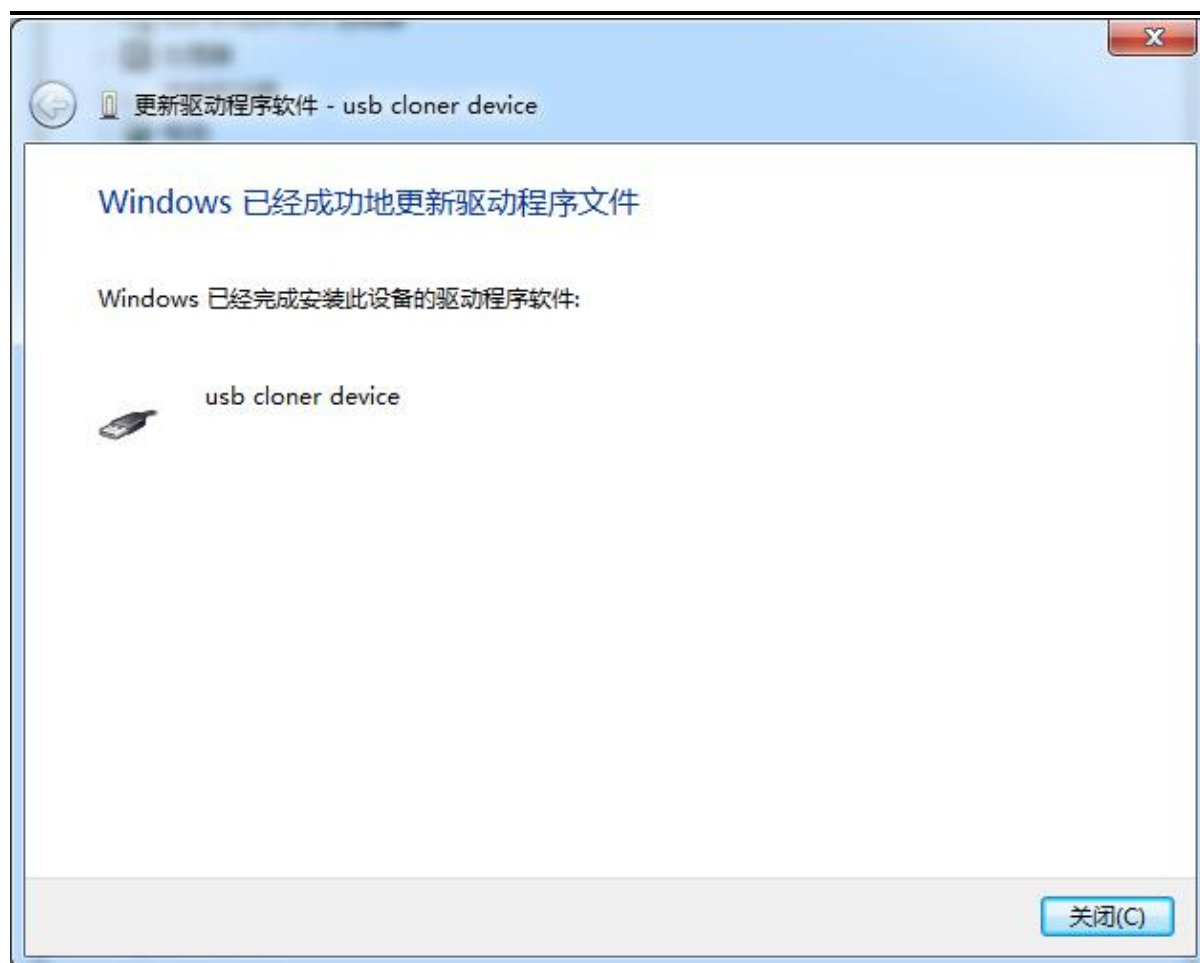 更新驱动程序软件 - usb cloner device
Windows 已经成功地更新驱动程序文件
Windows 已经完成安装此设备的驱动程序软件:
usb cloner device
关闭(C)